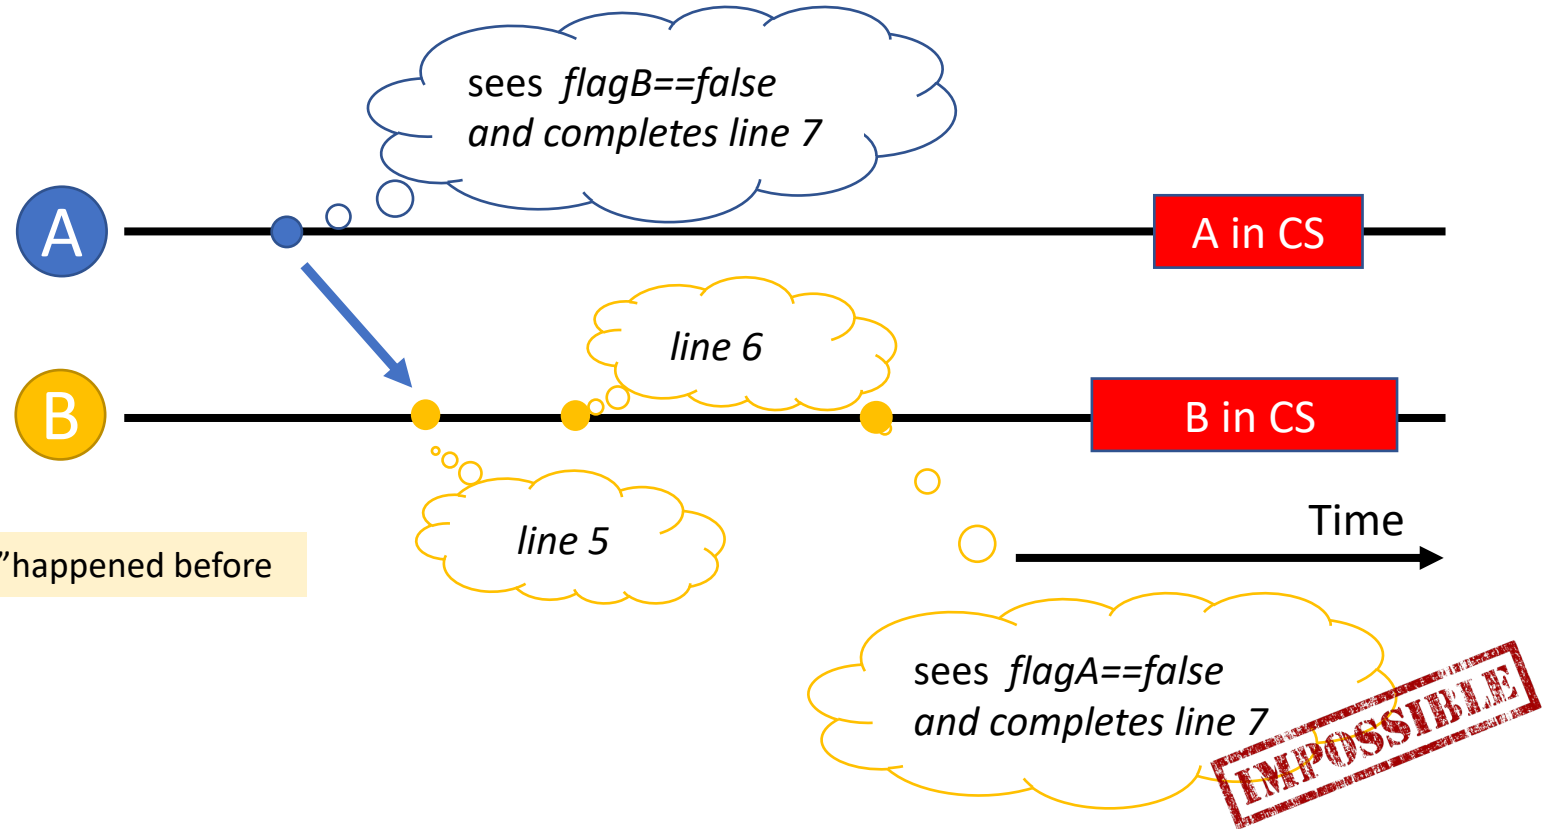 sees flagB==false
and completes line 7
A
A in CS
line 6
B
B in CS
line 5
Time
”happened before
sees flagA==false
and completes line 7
IMPOSSIBLE